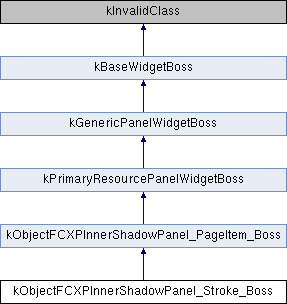 kInvalidClass
kBaseWidgetBoss
kGenericPanelWidgetBoss
kPrimaryResourcePanelWidgetBoss
kObjectFCXPInnerShadowPanel_PageItem_Boss
kObjectFCXPInnerShadowPanel_Stroke_Boss